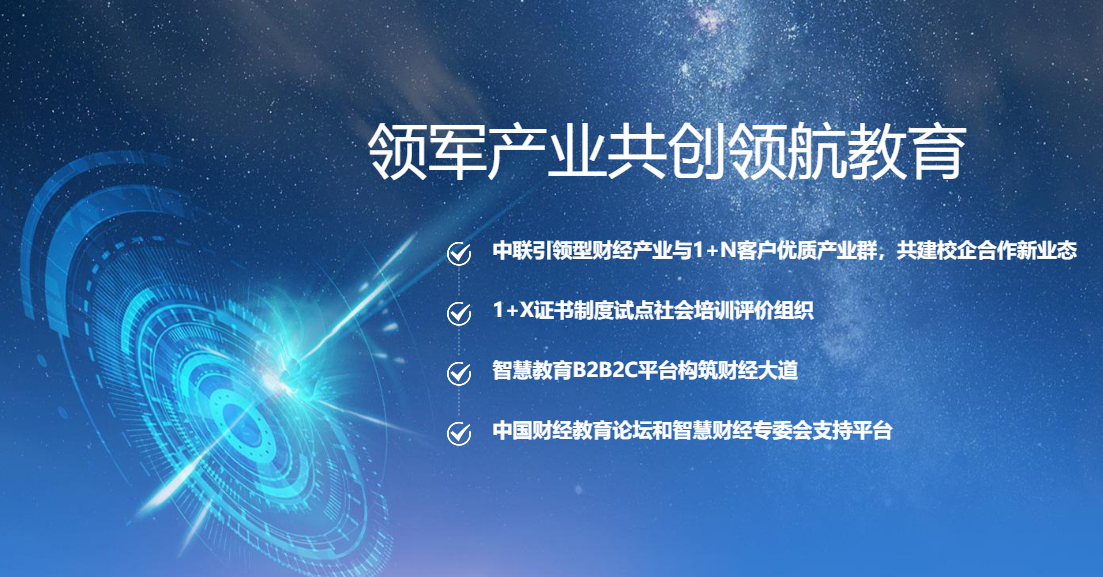 领军产业共创领航教育
中联引领型财经产业与1+N客户优质产业群，共建校企合作新业态
1+X证书制度试点社会培训评价组织
智慧教育B2B2C平台构筑财经大道
中国财经教育论坛和智慧财经专委会支持平台